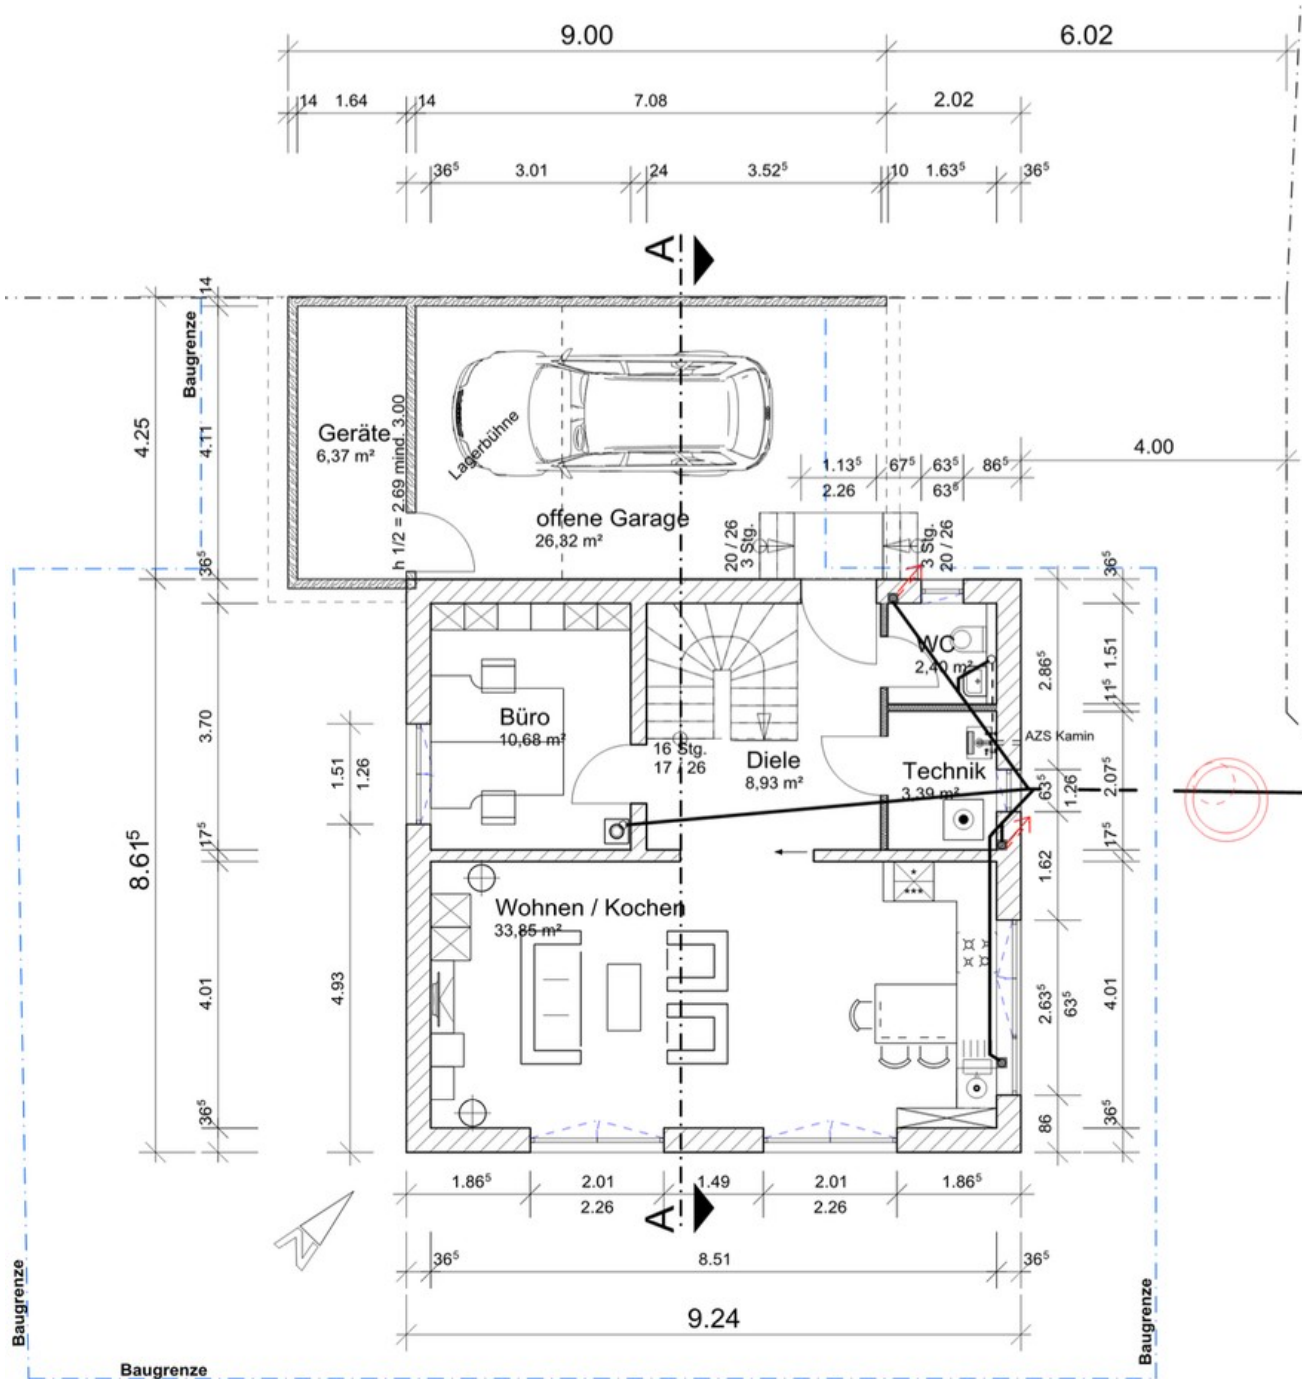 9.00
6.02
14
1.64
14
7.08
2.02
36⁵
3.01
24
3.52⁵
10
1.63⁵
36⁵
A
14
Baugrenze
4.25
4.11
Geräte
6,37 m²
h 1/2 = 2.69 mind. 3.00
Lagerbühne
4.00
1.13⁵
67⁵
63⁵
86⁵
2.26
63⁵
offene Garage
26,32 m²
20 / 26
3 Stg.
3 Stg.
20 / 26
36⁵
36⁵
WC
2,40 m²
2.86⁵
1.51
11⁵
3.70
Büro
10,68 m²
16 Stg.
17 / 26
Diele
8,93 m²
AZS Kamin
Technik
3,39 m²
1.51
1.26
63⁵
1.26
2.07⁵
17⁵
17⁵
8.61⁵
1.62
Wohnen / Kochen
33,85 m²
4.01
4.93
2.63⁵
63⁵
4.01
36⁵
86
36⁵
1.86⁵
2.01
1.49
2.01
1.86⁵
2.26
2.26
A
N
36⁵
8.51
36⁵
9.24
Baugrenze
Baugrenze
Baugrenze